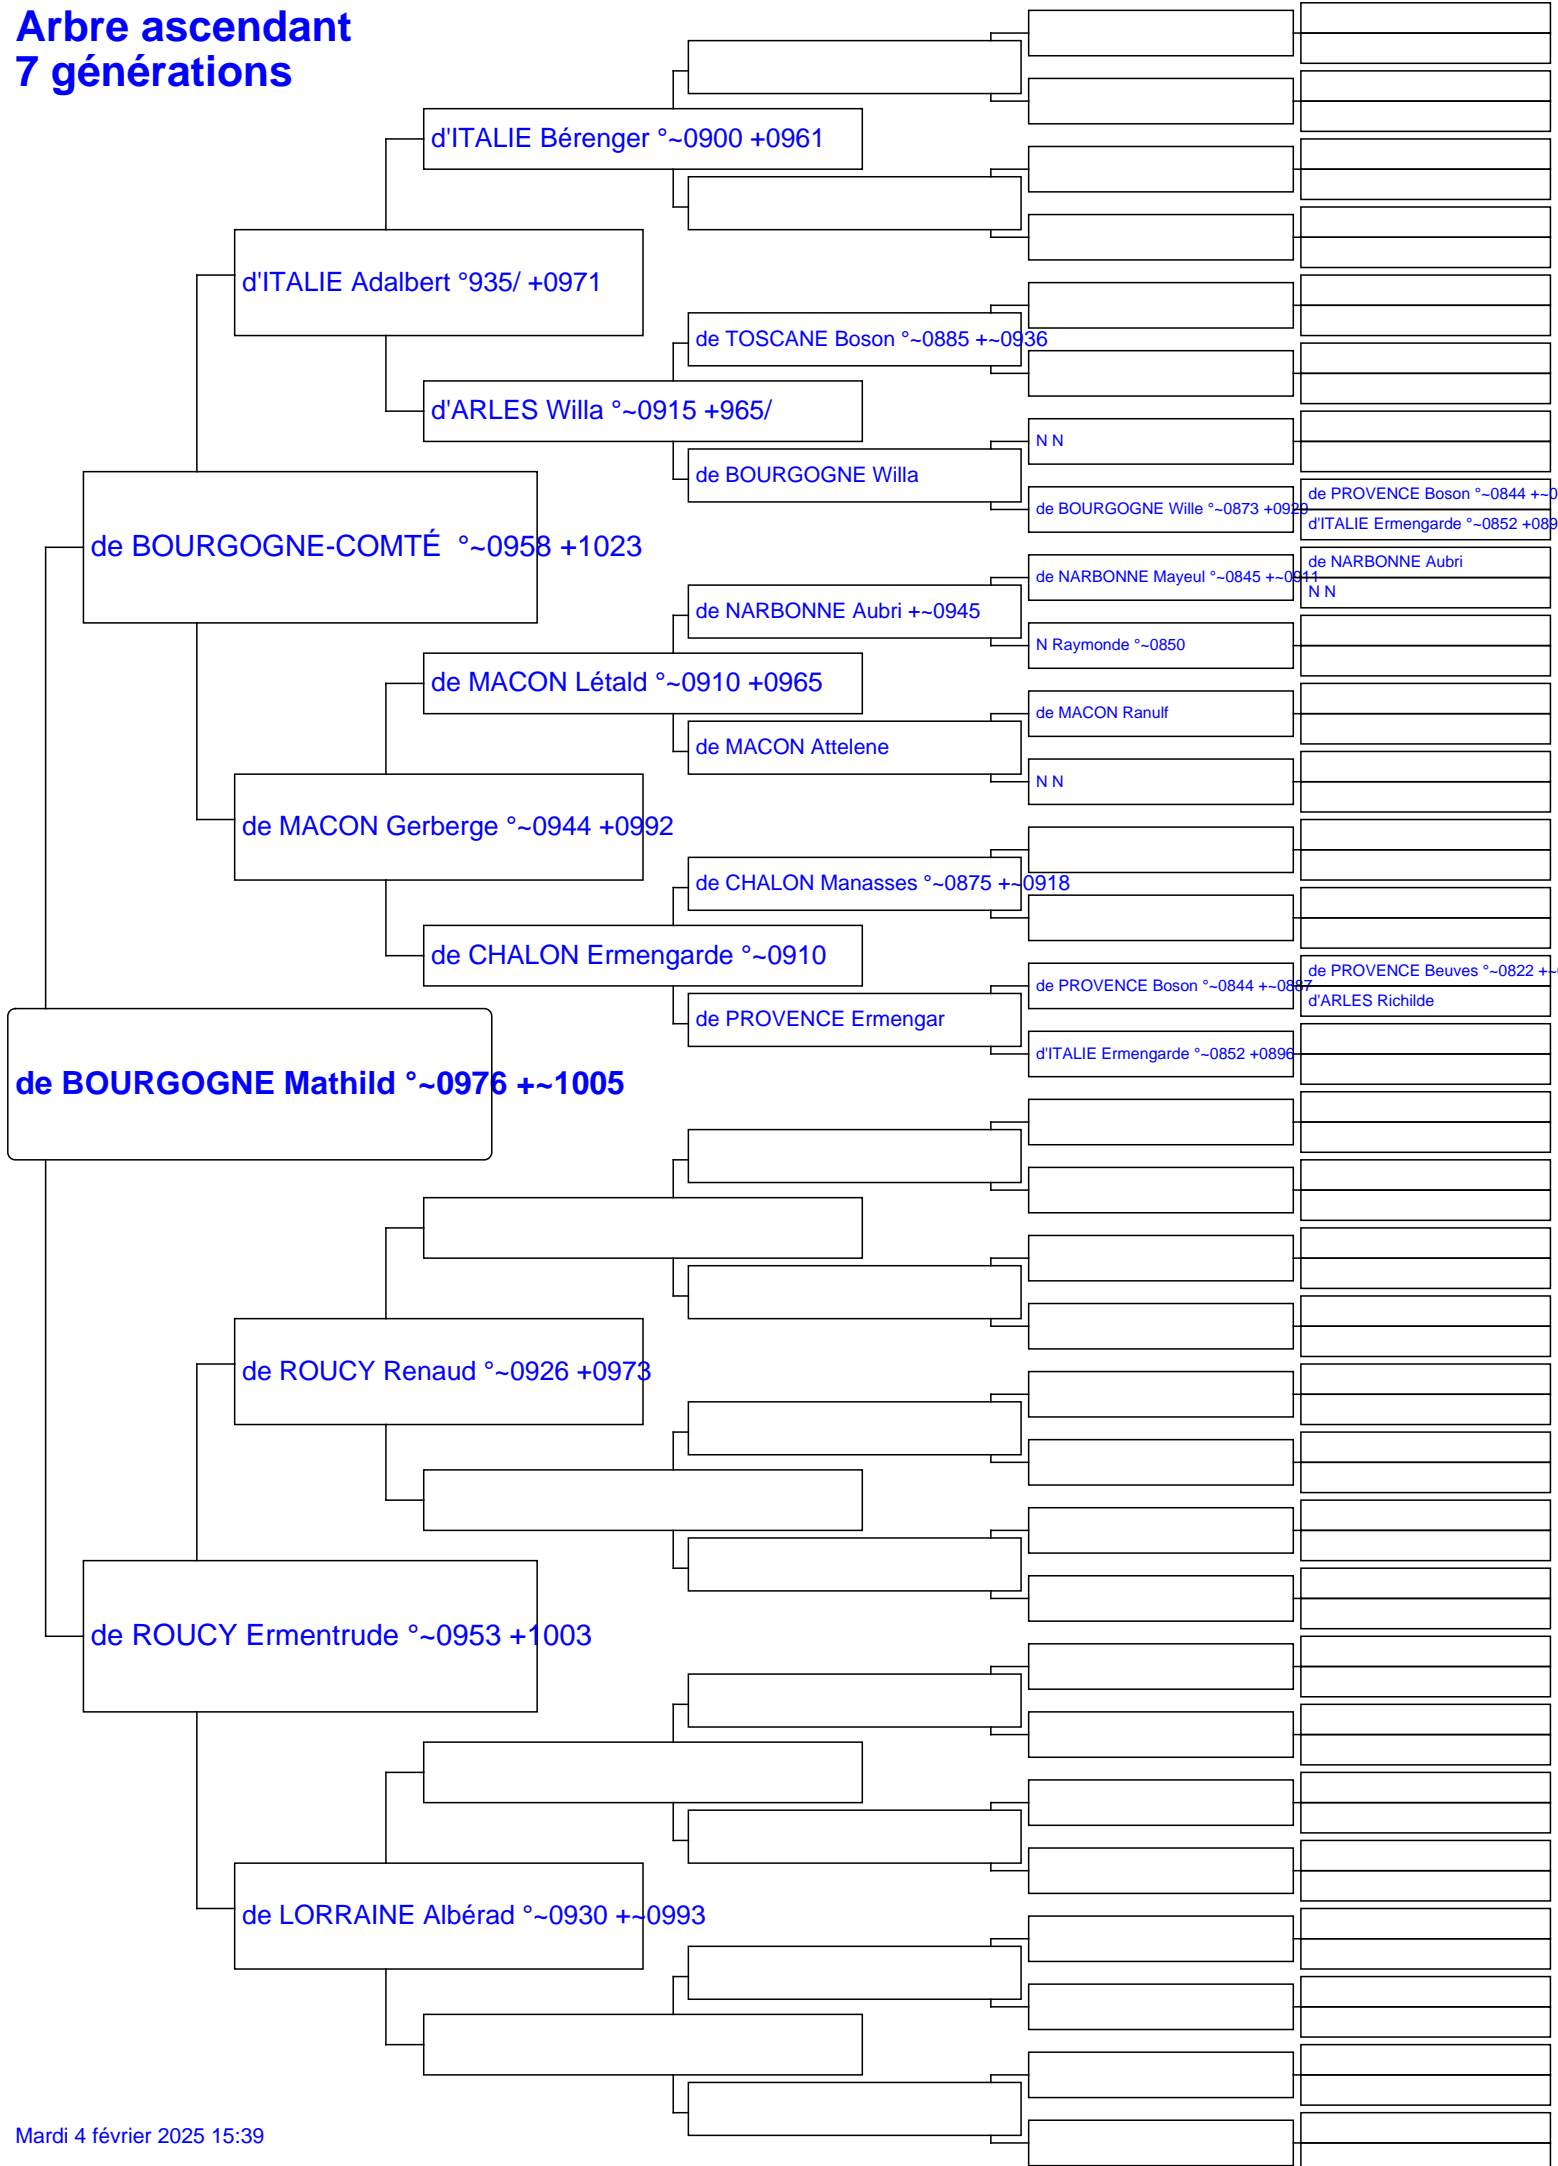 Arbre ascendant
7 générations
d'ITALIE Bérenger °~0900 +0961
d'ITALIE Adalbert °935/ +0971
de TOSCANE Boson °~0885 +~0936
d'ARLES Willa °~0915 +965/
N N
de BOURGOGNE Willa
de PROVENCE Boson °~0844 +~0
de BOURGOGNE Wille °~0873 +0929
d'ITALIE Ermengarde °~0852 +089
de BOURGOGNE-COMTÉ °~0958 +1023
de NARBONNE Aubri
de NARBONNE Mayeul °~0845 +~0911
N N
de NARBONNE Aubri +~0945
N Raymonde °~0850
de MACON Létald °~0910 +0965
de MACON Ranulf
de MACON Attelene
N N
de MACON Gerberge °~0944 +0992
de CHALON Manasses °~0875 +~0918
de CHALON Ermengarde °~0910
de PROVENCE Beuves °~0822 +~
de PROVENCE Boson °~0844 +~0887
d'ARLES Richilde
de PROVENCE Ermengar
d'ITALIE Ermengarde °~0852 +0896
de BOURGOGNE Mathild °~0976 +~1005
de ROUCY Renaud °~0926 +0973
de ROUCY Ermentrude °~0953 +1003
de LORRAINE Albérad °~0930 +~0993
Mardi 4 février 2025 15:39